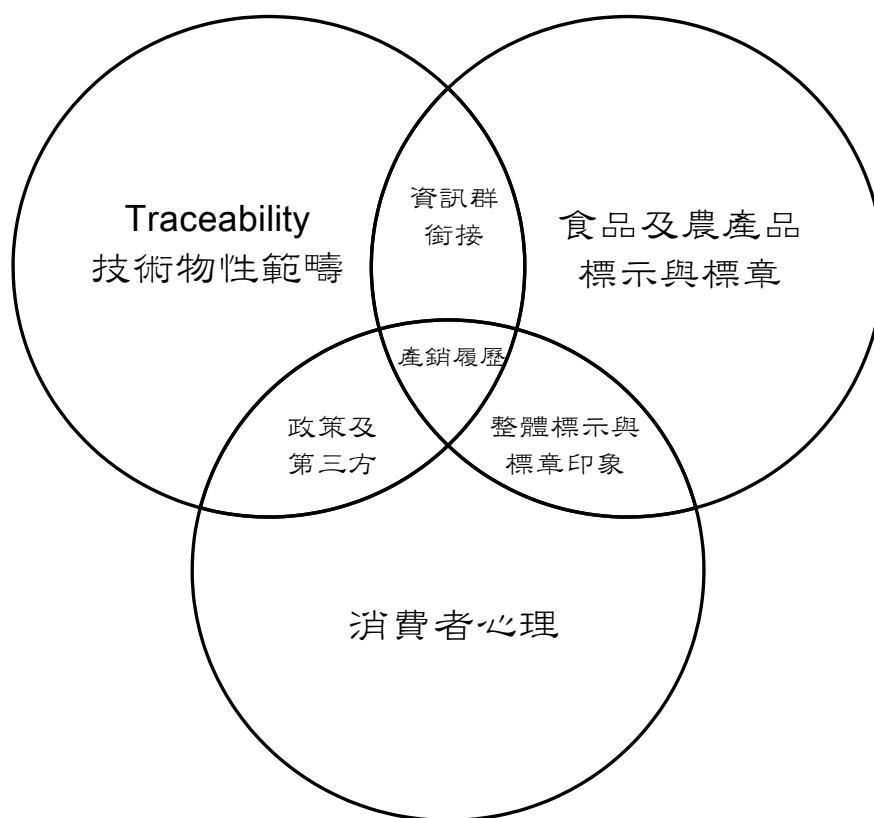 Traceability
技術物性範疇
資訊群
銜接
食品及農產品
標示與標章
產銷履歷
政策及
第三方
整體標示與
標章印象
消費者心理